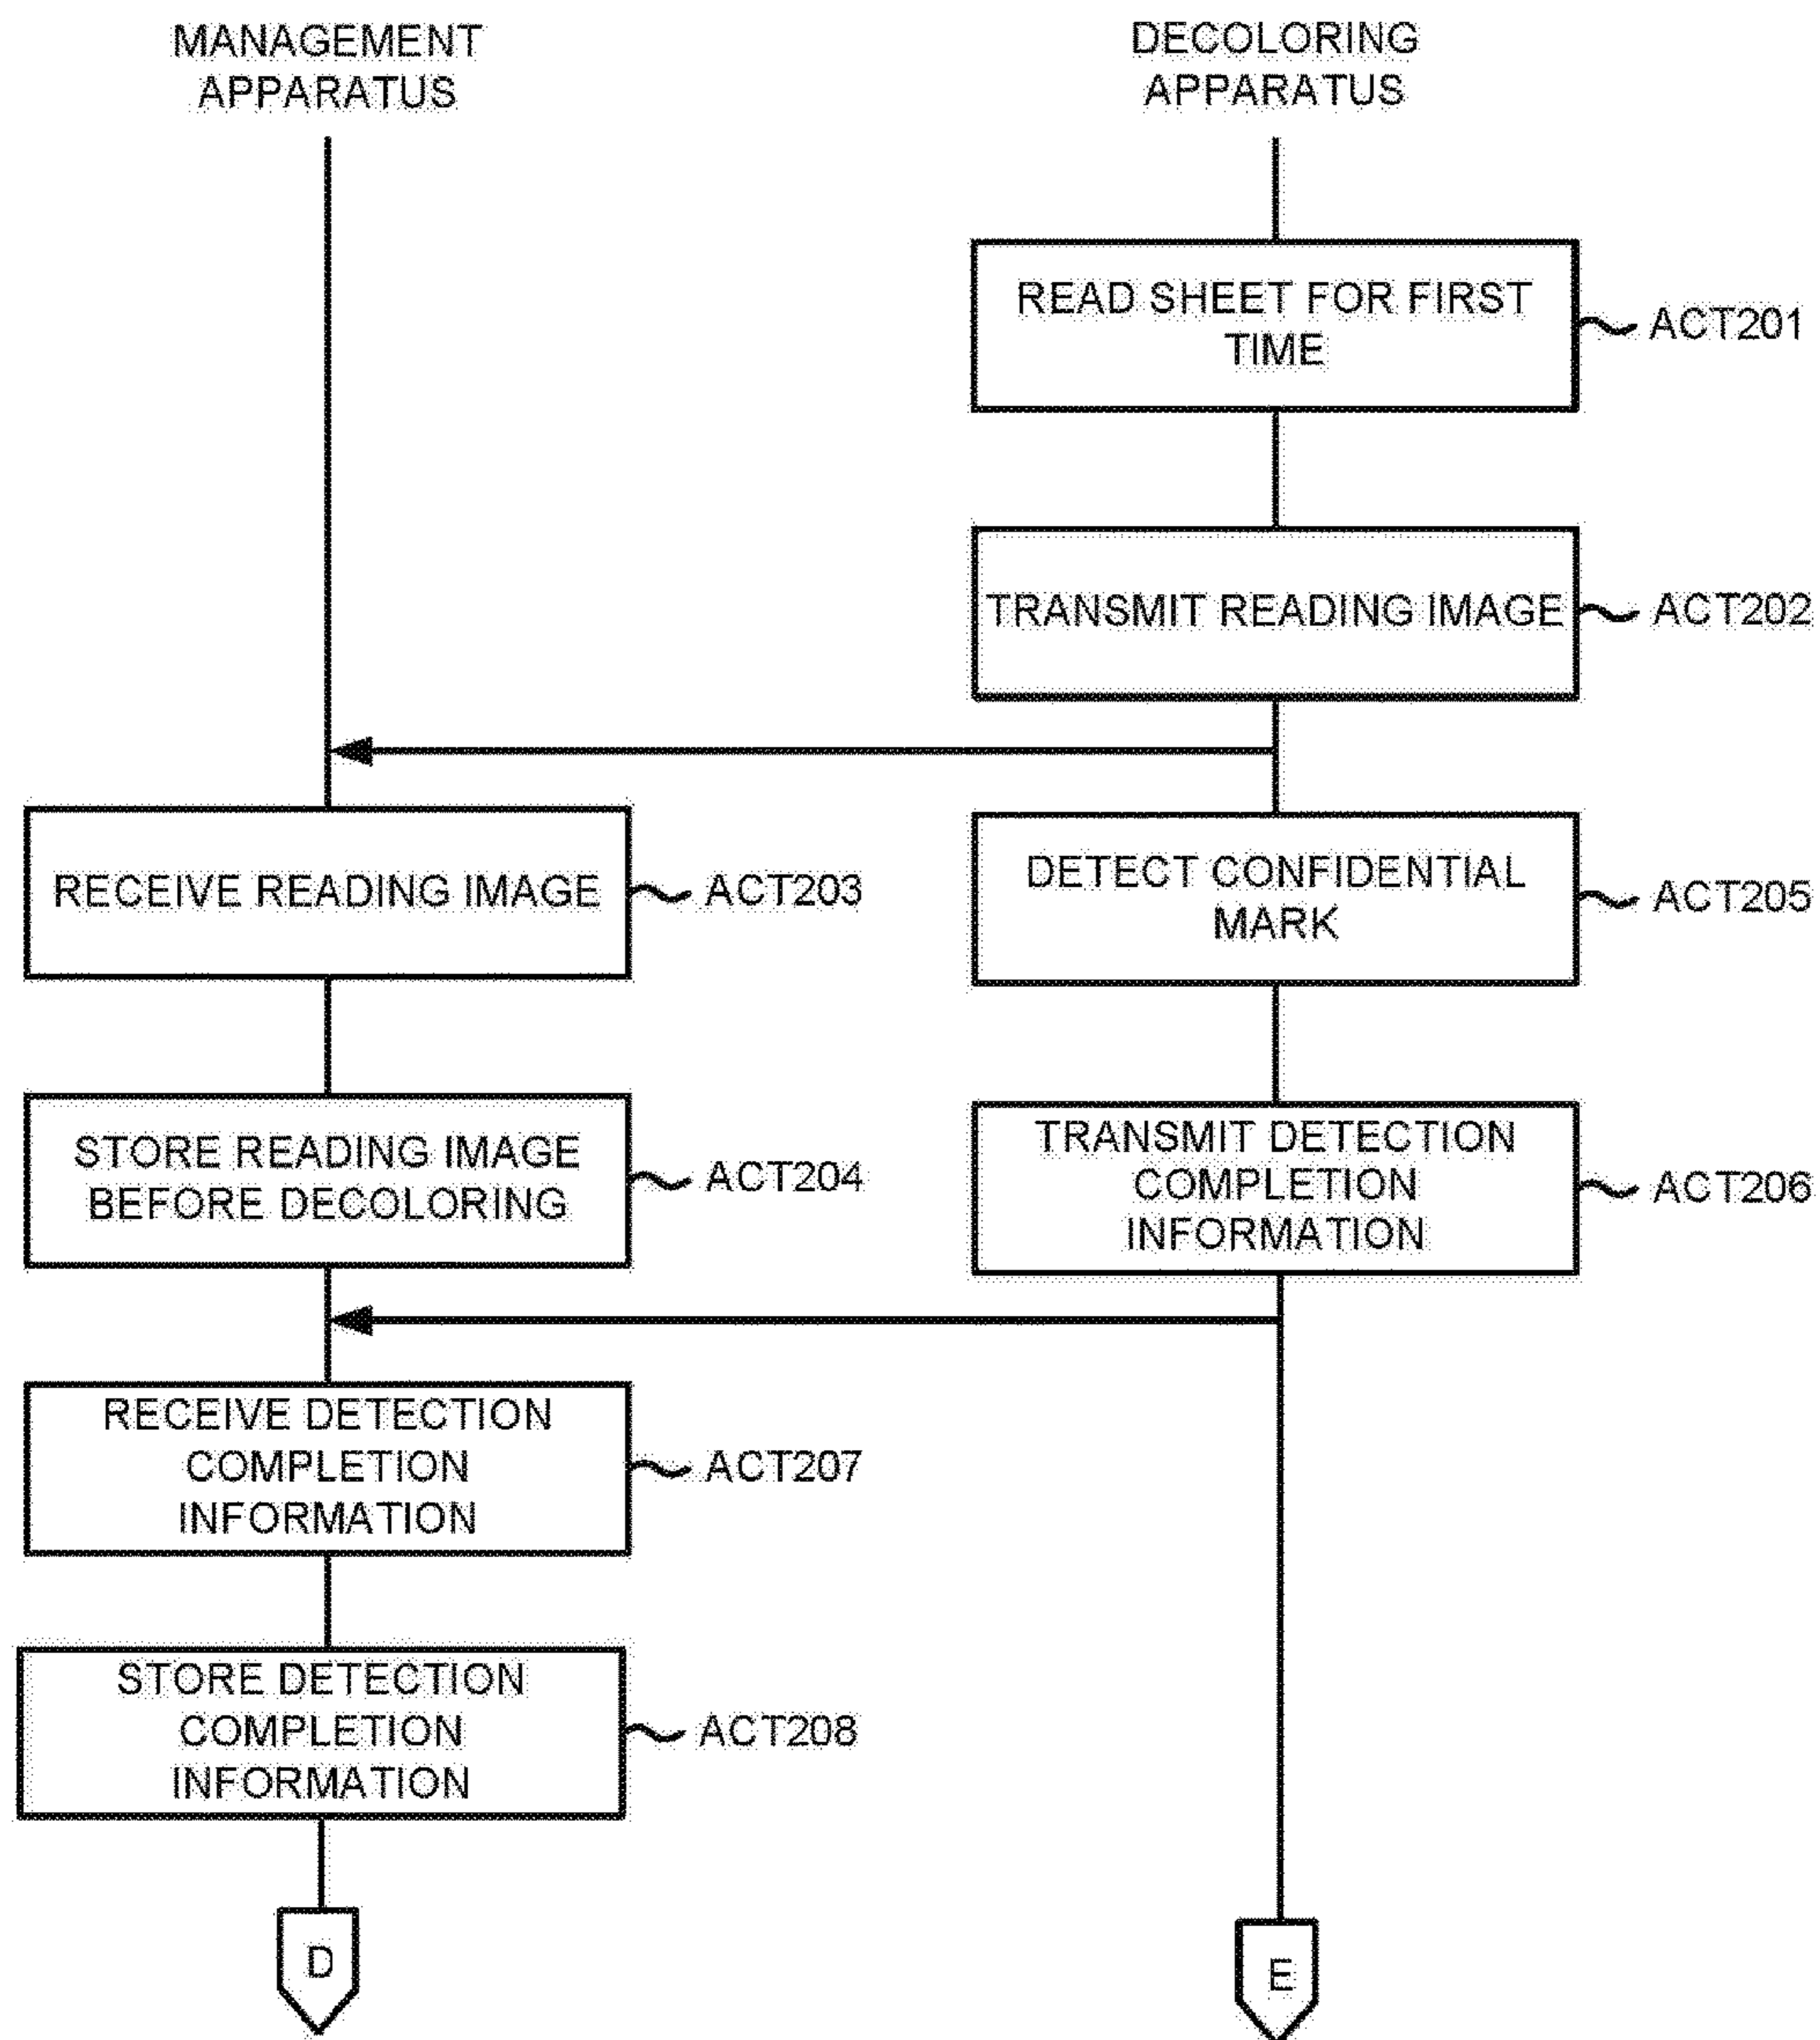 MANAGEMENT
APPARATUS
DECOLORING
APPARATUS
READ SHEET FOR FIRST
TIME
ACT201
TRANSMIT READING IMAGE
ACT202
RECEIVE READING IMAGE
ACT203
DETECT CONFIDENTIAL
MARK
ACT205
STORE READING IMAGE
BEFORE DECOLORING
ACT204
TRANSMIT DETECTION
COMPLETION
INFORMATION
ACT206
RECEIVE DETECTION
COMPLETION
INFORMATION
ACT207
STORE DETECTION
COMPLETION
INFORMATION
ACT208
D
E